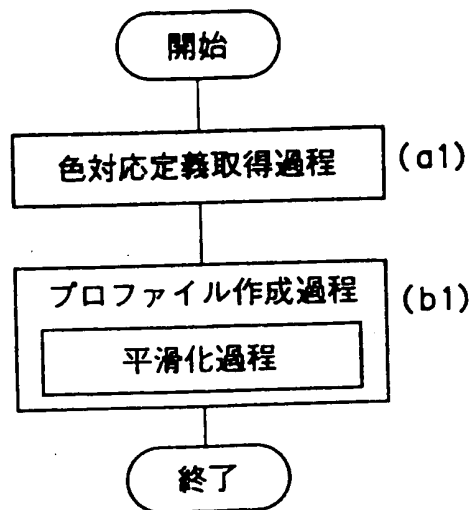 開始
色対応定義取得過程 (a1)
プロファイル作成過程 (b1)
平滑化過程
終了